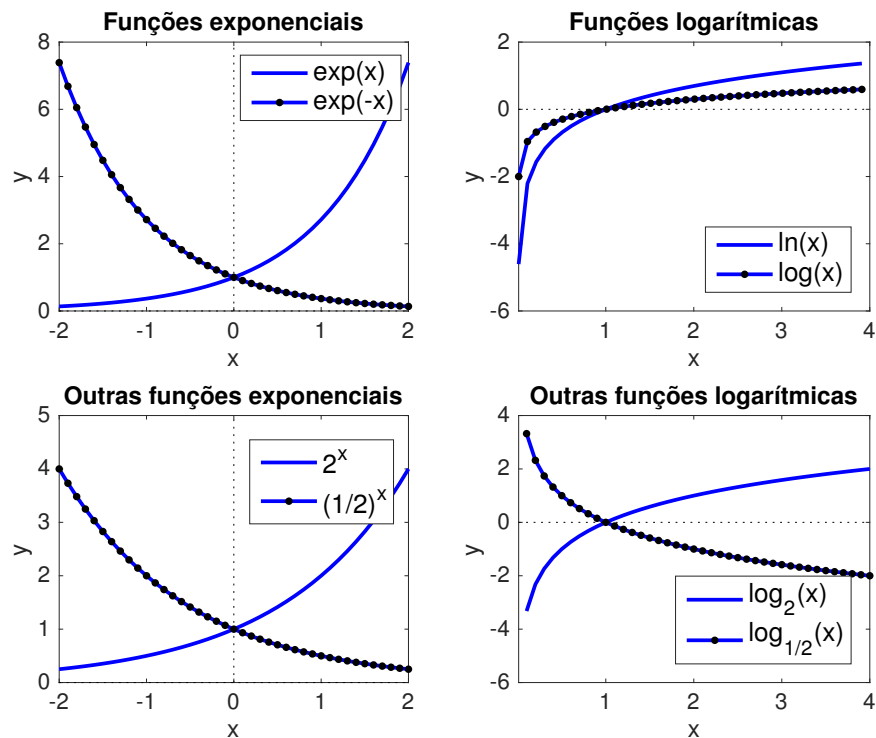 Funções exponenciais
8
6
4
2
0
-2 -1 0 1 2
x
y
exp(x)
exp(-x)
Funções logarítmicas
2
0
-2
-4
-6
1 2 3 4
x
y
ln(x)
log(x)
Outras funções exponenciais
5
4
3
2
1
0
-2 -1 0 1 2
x
y
2^x
(1/2)^x
Outras funções logarítmicas
4
2
0
-2
-4
-6
1 2 3 4
x
y
log_2(x)
log_{1/2}(x)